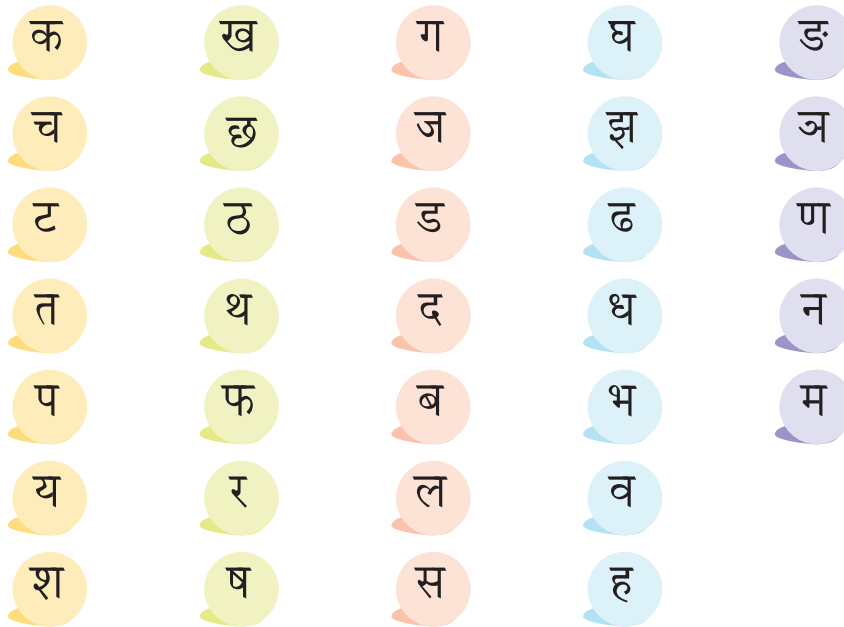 क ख ग घ ङ
च छ ज झ ञ
ट ठ ड ढ ण
त थ द ध न
प फ ब भ म
य र ल व
श ष स ह